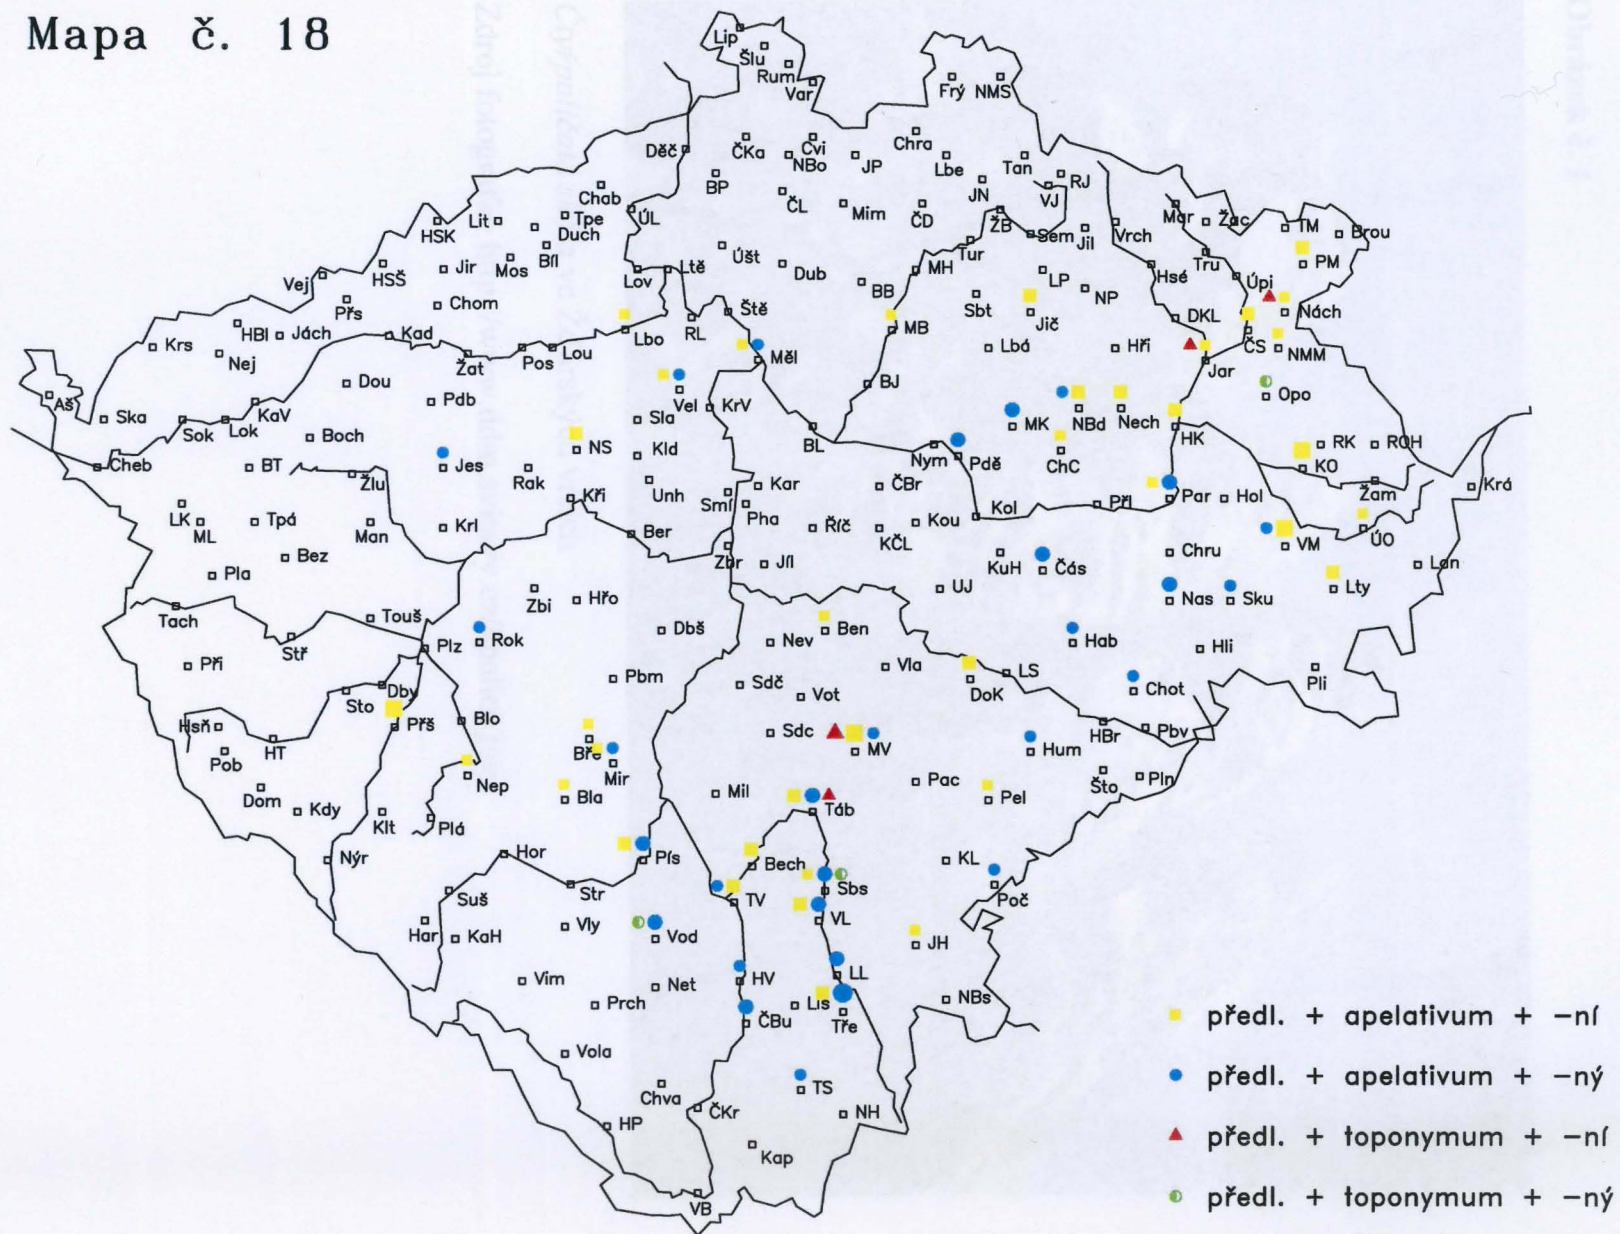 Mapa č. 18
Lip
Šlu
Rum
Var
Frý NMS
Děč
ČKa
Cvi
NBo
JP
Chra
Lbe
Tan
RJ
VJ
JN
BP
ČL
Mim
ČD
ŽB
Chab
ÚL
Tpe
Lit
Duch
HSK
Bíl
Mos
Jir
HSŠ
Vej
Přs
Chom
Úšt
Dub
Lov
Ltě
BB
MH
Tur
Sem
Jil
Vrch
Mar
Žac
TM
Brou
PM
Tru
Hsé
Úpi
LP
NP
Sbt
Jič
DKL
Nách
ČS
NMM
Jar
Hři
Lbá
MB
Ště
RL
Lbo
Měl
HBl
Jách
Kad
Krs
Nej
Žat
Pos
Lou
Dou
Pdb
Vel
KrV
BJ
Opo
Aš
Ska
Sok
Lok
KaV
Boch
Sla
NS
Kld
BL
MK
NBd
Nech
HK
RK
ROH
KO
Nym
Pdě
ChC
Cheb
BT
Žlu
Jes
Rak
Unh
Kar
ČBr
Kol
Přl
Par
Hol
Žam
Krá
LK
ML
Tpá
Man
Krl
Kři
Smí
Pha
Ber
Říč
KČL
Kou
VM
ÚO
Bez
Zbr
Jíl
KuH
Čás
Chru
Lan
Pla
Zbi
Hřo
UJ
Nas
Sku
Lty
Tach
Touš
Rok
Dbš
Nev
Ben
Hab
Hli
Stř
Plz
Vla
LS
Pli
Při
Pbm
Sdč
Vot
DoK
Chot
Dby
Sto
Hsň
HT
Přš
Blo
Bře
Mir
Sdc
MV
Hum
HBr
Pbv
Pob
Nep
Bla
Mil
Pac
Pel
Što
Pln
Dom
Kdy
Klt
Plá
Táb
Nýr
Hor
Pís
Bech
KL
Suš
Str
TV
Sbs
Poč
Har
KaH
Vly
Vod
VL
JH
Vim
Net
HV
LL
Prch
ČBu
Lis
Tře
NBs
Vola
Chva
TS
ČKr
NH
HP
Kap
VB
předl. + apelativum + -ní
předl. + apelativum + -ný
předl. + toponymum + -ní
předl. + toponymum + -ný